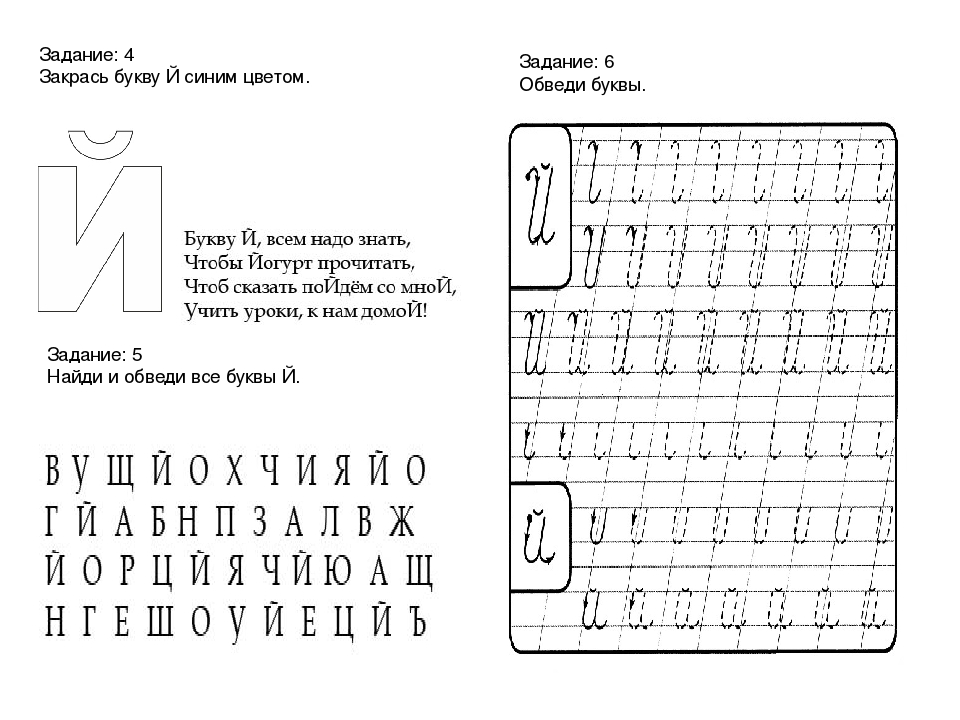 Задание: 4
Закрась букву Й синим цветом.
Й
Букву Й, всем надо знать,
Чтобы Йогурт прочитать,
Чтоб сказать поЙдём со мноЙ,
Учить уроки, к нам домоЙ!
Задание: 5
Найди и обведи все буквы Й.
В У Щ Й О Х Ч И Я Й О
Г Й А Б Н П З А Л В Ж
Й О Р Ц Й Я Ч Й Ю А Щ
Н Г Е Ш О У Й Е Ц Й Ъ
Задание: 6
Обведи буквы.
Й
й